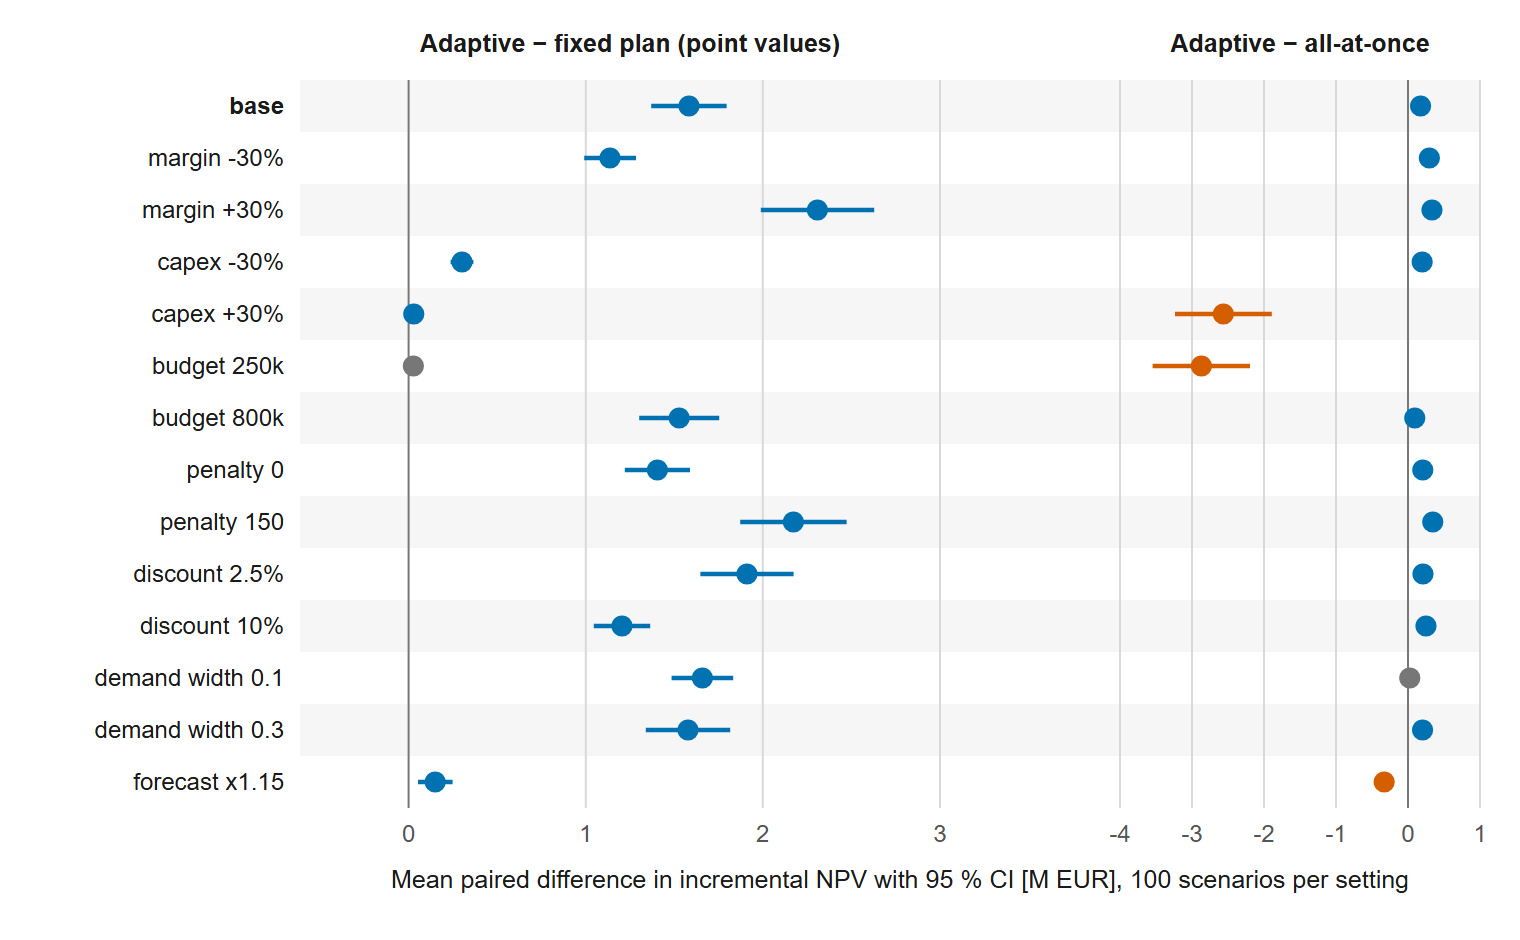 Adaptive − fixed plan (point values)
Adaptive − all-at-once
base
margin -30%
margin +30%
capex -30%
capex +30%
budget 250k
budget 800k
penalty 0
penalty 150
discount 2.5%
discount 10%
demand width 0.1
demand width 0.3
forecast x1.15
0 1 2 3
-4 -3 -2 -1 0 1
Mean paired difference in incremental NPV with 95 % CI [M EUR], 100 scenarios per setting